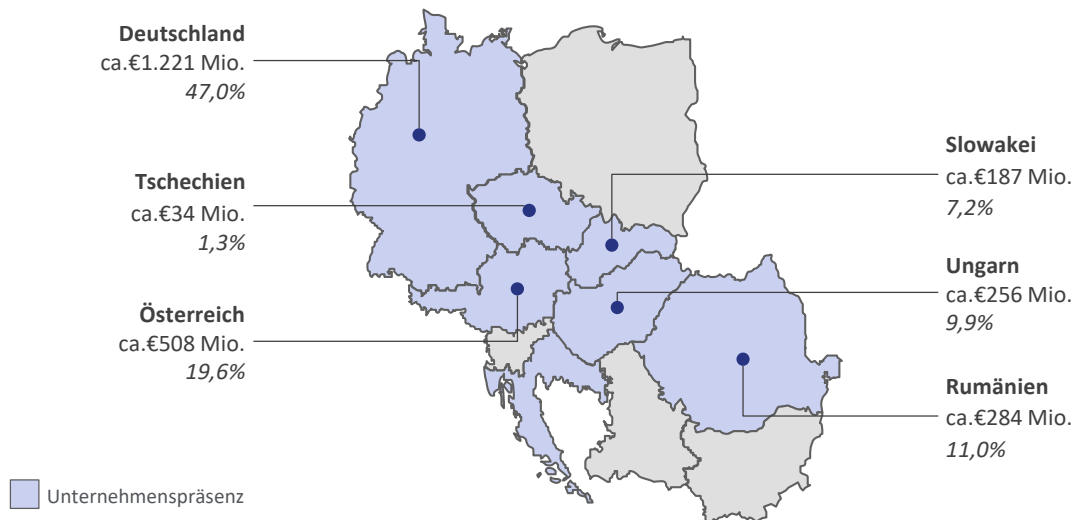 Deutschland
ca.€1.221 Mio.
47,0%
Tschechien
ca.€34 Mio.
1,3%
Österreich
ca.€508 Mio.
19,6%
Slowakei
ca.€187 Mio.
7,2%
Ungarn
ca.€256 Mio.
9,9%
Rumänien
ca.€284 Mio.
11,0%
Unternehmenspräsenz